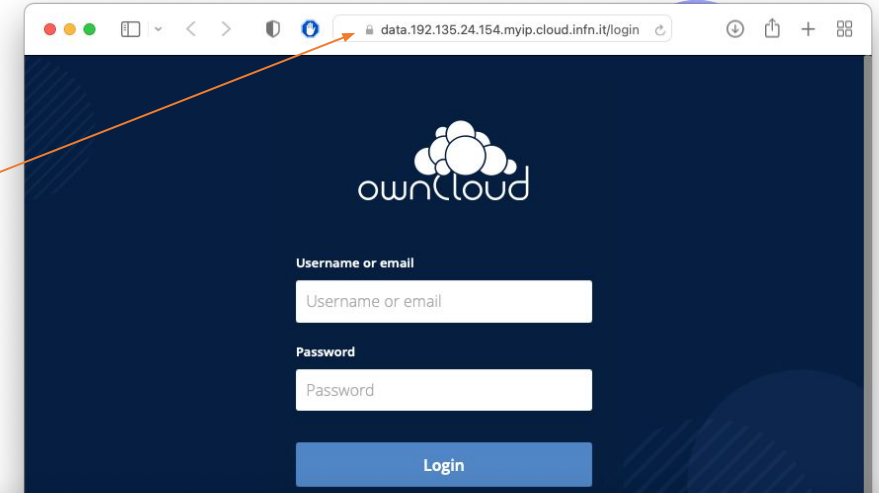 data.192.135.24.154.myip.cloud.infn.it/login
ownCloud
Username or email
Username or email
Password
Password
Login